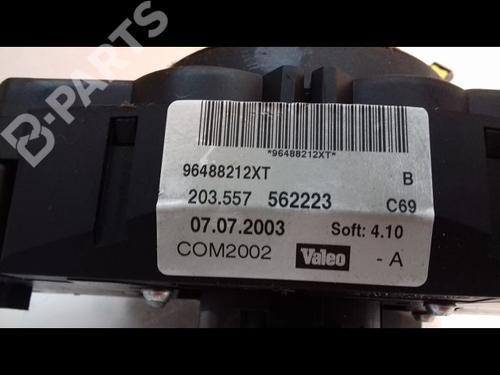 B-PARTS
*96488212XT*
96488212XT B
203.557 562223 C69
07.07.2003 Soft: 4.10
COM2002 Valeo - A